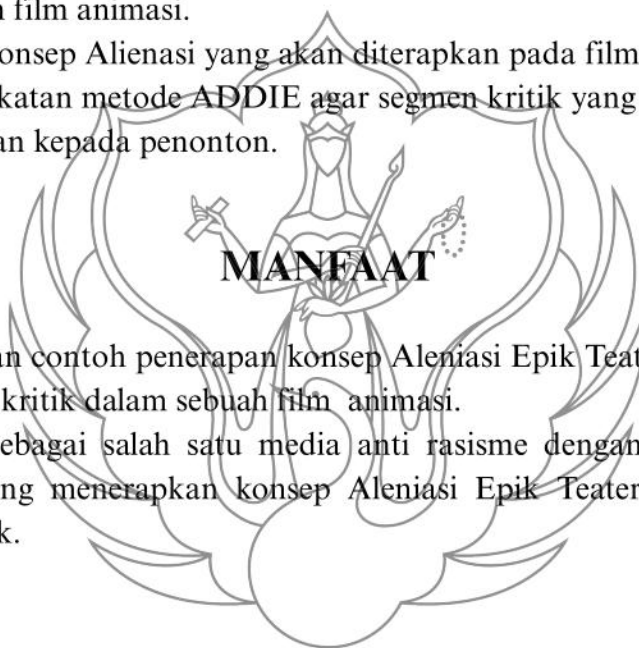 film animasi.
onsep Alienasi yang akan diterapkan pada film
katan metode ADDIE agar segmen kritik yang
an kepada penonton.
MANFAAT
an contoh penerapan konsep Aleniasi Epik Teat
kritik dalam sebuah film animasi.
ebagai salah satu media anti rasisme dengan
ng menerapkan konsep Aleniasi Epik Teater
k.